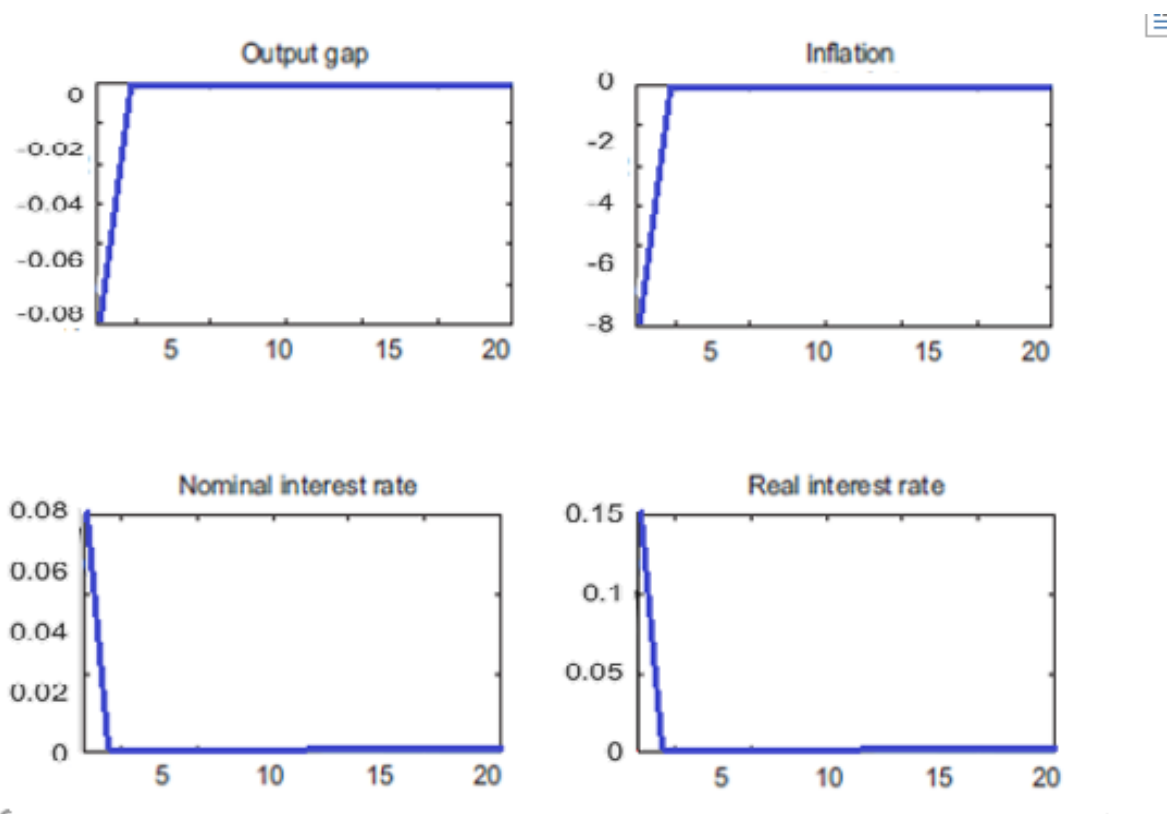 Output gap
0
-0.02
-0.04
-0.06
-0.08
5 10 15 20
Inflation
0
-2
-4
-6
-8
5 10 15 20
Nominal interest rate
0.08
0.06
0.04
0.02
0
5 10 15 20
Real interest rate
0.15
0.1
0.05
0
5 10 15 20